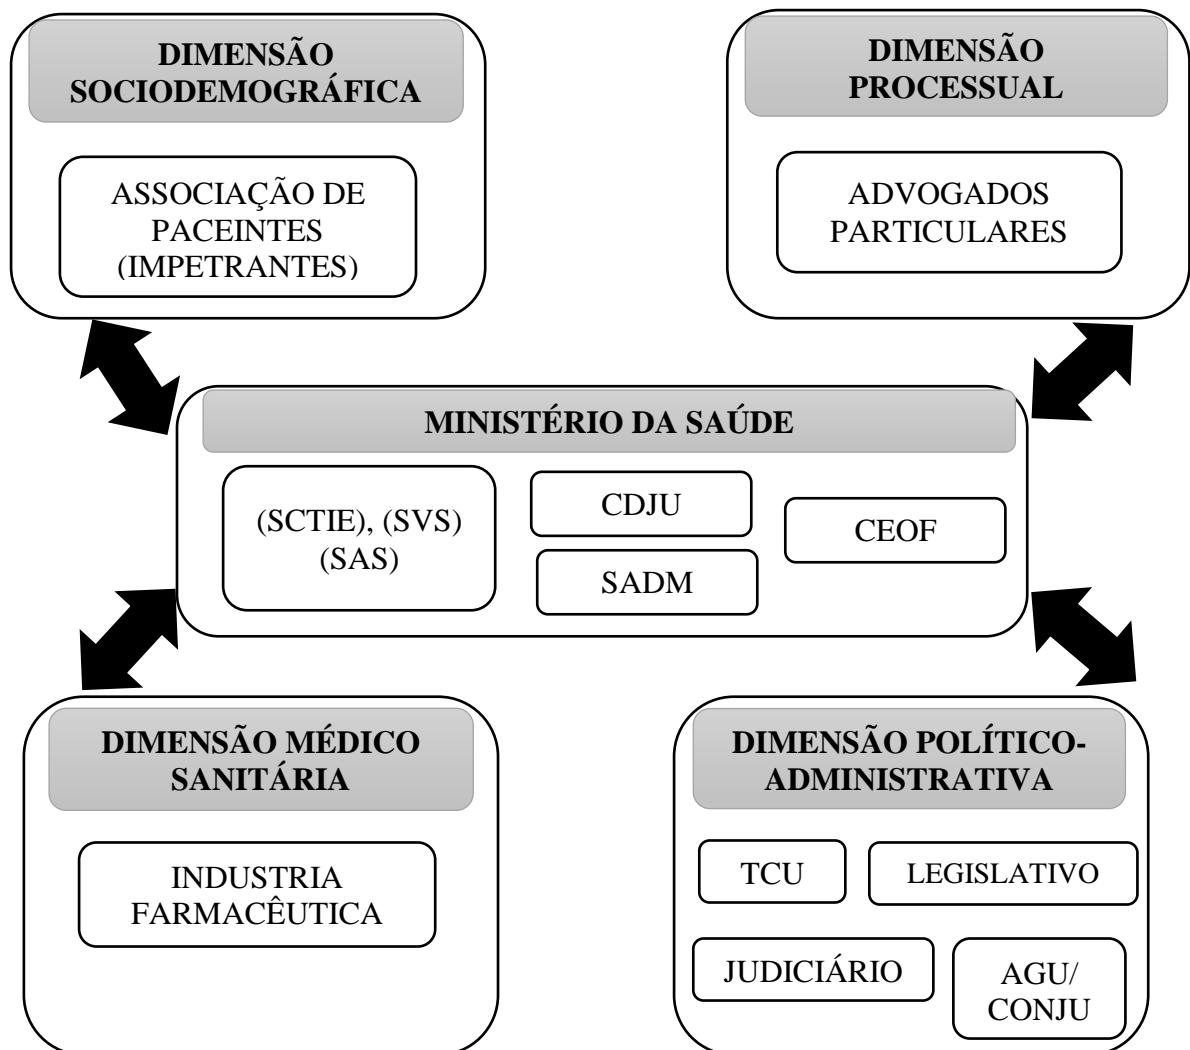 DIMENSÃO
SOCIODEMOGRÁFICA
ASSOCIAÇÃO DE
PACEINTES
(IMPETRANTES)
DIMENSÃO
PROCESSUAL
ADVOGADOS
PARTICULARES
MINISTÉRIO DA SAÚDE
(SCTIE), (SVS)
(SAS)
CDJU
SADM
CEOF
DIMENSÃO MÉDICO
SANITÁRIA
INDUSTRIA
FARMACÊUTICA
DIMENSÃO POLÍTICO-
ADMINISTRATIVA
TCU
LEGISLATIVO
JUDICIÁRIO
AGU/
CONJU